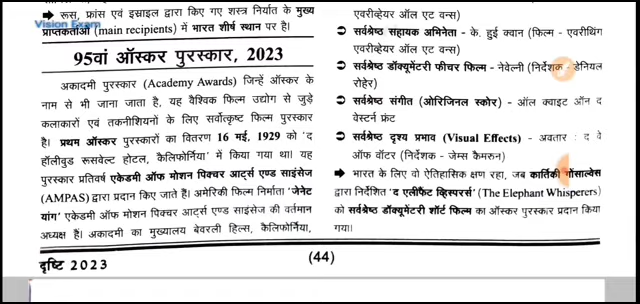 ➡ रूस, फ्रांस एवं इस्राइल द्वारा किए गए शस्त्र निर्यात के मुख्य
Vision Exam
प्राप्तकर्ताओं (main recipients) में भारत शीर्ष स्थान पर है।
95वां ऑस्कर पुरस्कार, 2023
अकादमी पुरस्कार (Academy Awards) जिन्हें ऑस्कर के
नाम से भी जाना जाता है, यह वैश्विक फिल्म उद्योग से जुड़े
कलाकारों एवं तकनीशियनों के लिए सर्वोत्कृष्ट फिल्म पुरस्कार
है। प्रथम ऑस्कर पुरस्कारों का वितरण 16 मई, 1929 को 'द
हॉलीवुड रूसवेल्ट होटल, कैलिफोर्निया' में किया गया था। यह
पुरस्कार प्रतिवर्ष एकेडमी ऑफ मोशन पिक्चर आर्ट्स एण्ड साइंसेज
(AMPAS) द्वारा प्रदान किए जाते हैं। अमेरिकी फिल्म निर्माता 'जेनेट
यांग' एकेडमी ऑफ मोशन पिक्चर आर्ट्स एण्ड साइंसेज की वर्तमान
अध्यक्ष हैं। अकादमी का मुख्यालय बेवरली हिल्स, कैलिफोर्निया,
एवरीव्हेयर ऑल एट वन्स)
➲ सर्वश्रेष्ठ सहायक अभिनेता - के. हुई क्वान (फिल्म - एवरीथिंग
एवरीव्हेयर ऑल एट वन्स)
➲ सर्वश्रेष्ठ डॉक्यूमेंटरी फीचर फिल्म - नेवेल्नी (निर्देशक - डेनियल
रोहेर)
➲ सर्वश्रेष्ठ संगीत (ओरिजिनल स्कोर) - ऑल क्वाइट ऑन द
वेस्टर्न फ्रंट
➲ सर्वश्रेष्ठ दृश्य प्रभाव (Visual Effects) - अवतार : द वे
ऑफ वॉटर (निर्देशक - जेम्स कैमरुन)
➡ भारत के लिए वो ऐतिहासिक क्षण रहा, जब कार्तिकी गोंसाल्वेस
द्वारा निर्देशित 'द एलीफैंट व्हिस्परर्स' (The Elephant Whisperers)
को सर्वश्रेष्ठ डॉक्यूमेंटरी शॉर्ट फिल्म का ऑस्कर पुरस्कार प्रदान किया
गया।
दृष्टि 2023
(44)